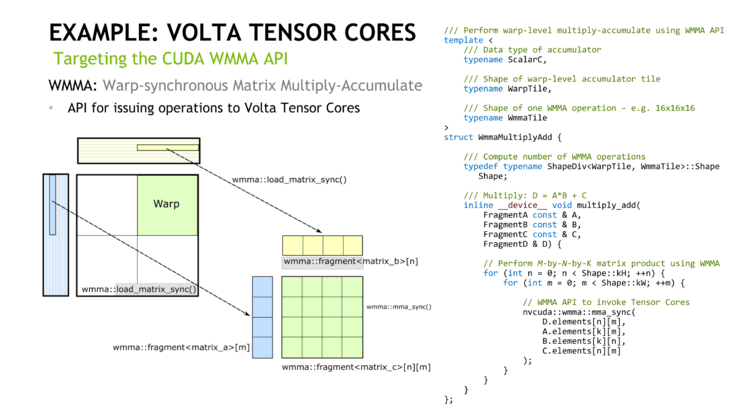 EXAMPLE: VOLTA TENSOR CORES
Targeting the CUDA WMMA API
WMMA: Warp-synchronous Matrix Multiply-Accumulate
• API for issuing operations to Volta Tensor Cores
wmma::load_matrix_sync()
Warp
wmma::fragment<matrix_b>[n]
wmma::load_matrix_sync()
wmma::mma_sync()
wmma::fragment<matrix_a>[m]
wmma::fragment<matrix_c>[n][m]
/// Perform warp-level multiply-accumulate using WMMA API
template <
/// Data type of accumulator
typename ScalarC,
/// Shape of warp-level accumulator tile
typename WarpTile,
/// Shape of one WMMA operation – e.g. 16x16x16
typename WmmaTile
>
struct WmmaMultiplyAdd {
/// Compute number of WMMA operations
typedef typename ShapeDiv<WarpTile, WmmaTile>::Shape
Shape;
/// Multiply: D = A*B + C
inline __device__ void multiply_add(
FragmentA const & A,
FragmentB const & B,
FragmentC const & C,
FragmentD & D) {
// Perform M-by-N-by-K matrix product using WMMA
for (int n = 0; n < Shape::kH; ++n) {
for (int m = 0; m < Shape::kW; ++m) {
// WMMA API to invoke Tensor Cores
nvcuda::wmma::mma_sync(
D.elements[n][m],
A.elements[k][m],
B.elements[k][n],
C.elements[n][m]
);
}
}
}
};